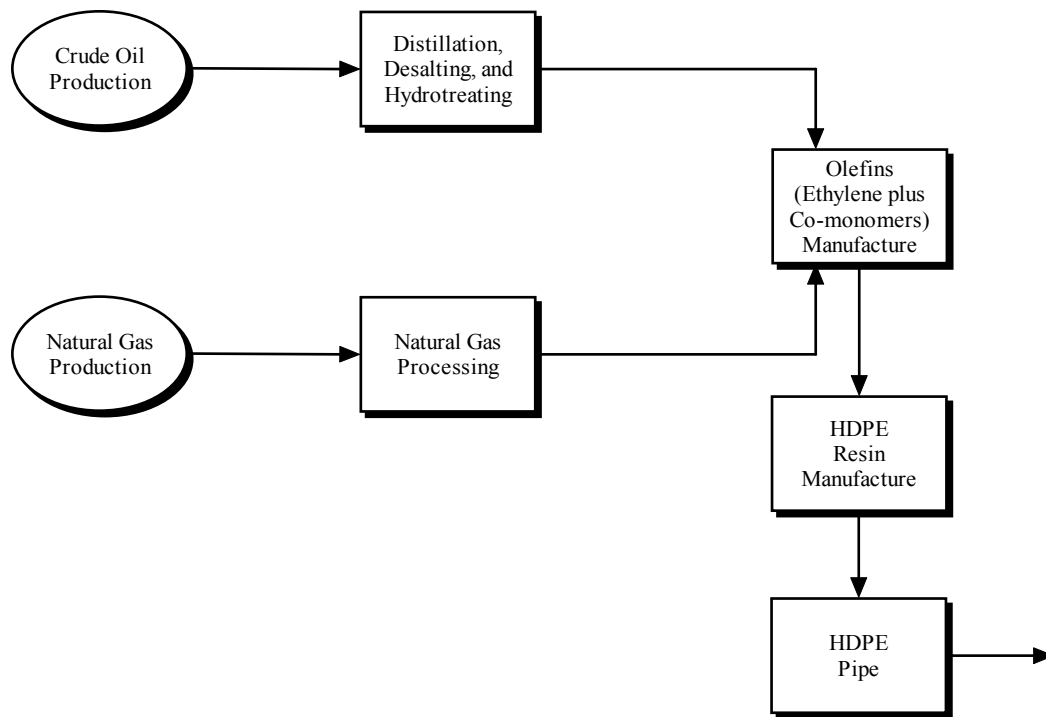 Crude Oil
Production
Distillation,
Desalting, and
Hydrotreating
Olefins
(Ethylene plus
Co-monomers)
Manufacture
Natural Gas
Production
Natural Gas
Processing
HDPE
Resin
Manufacture
HDPE
Pipe